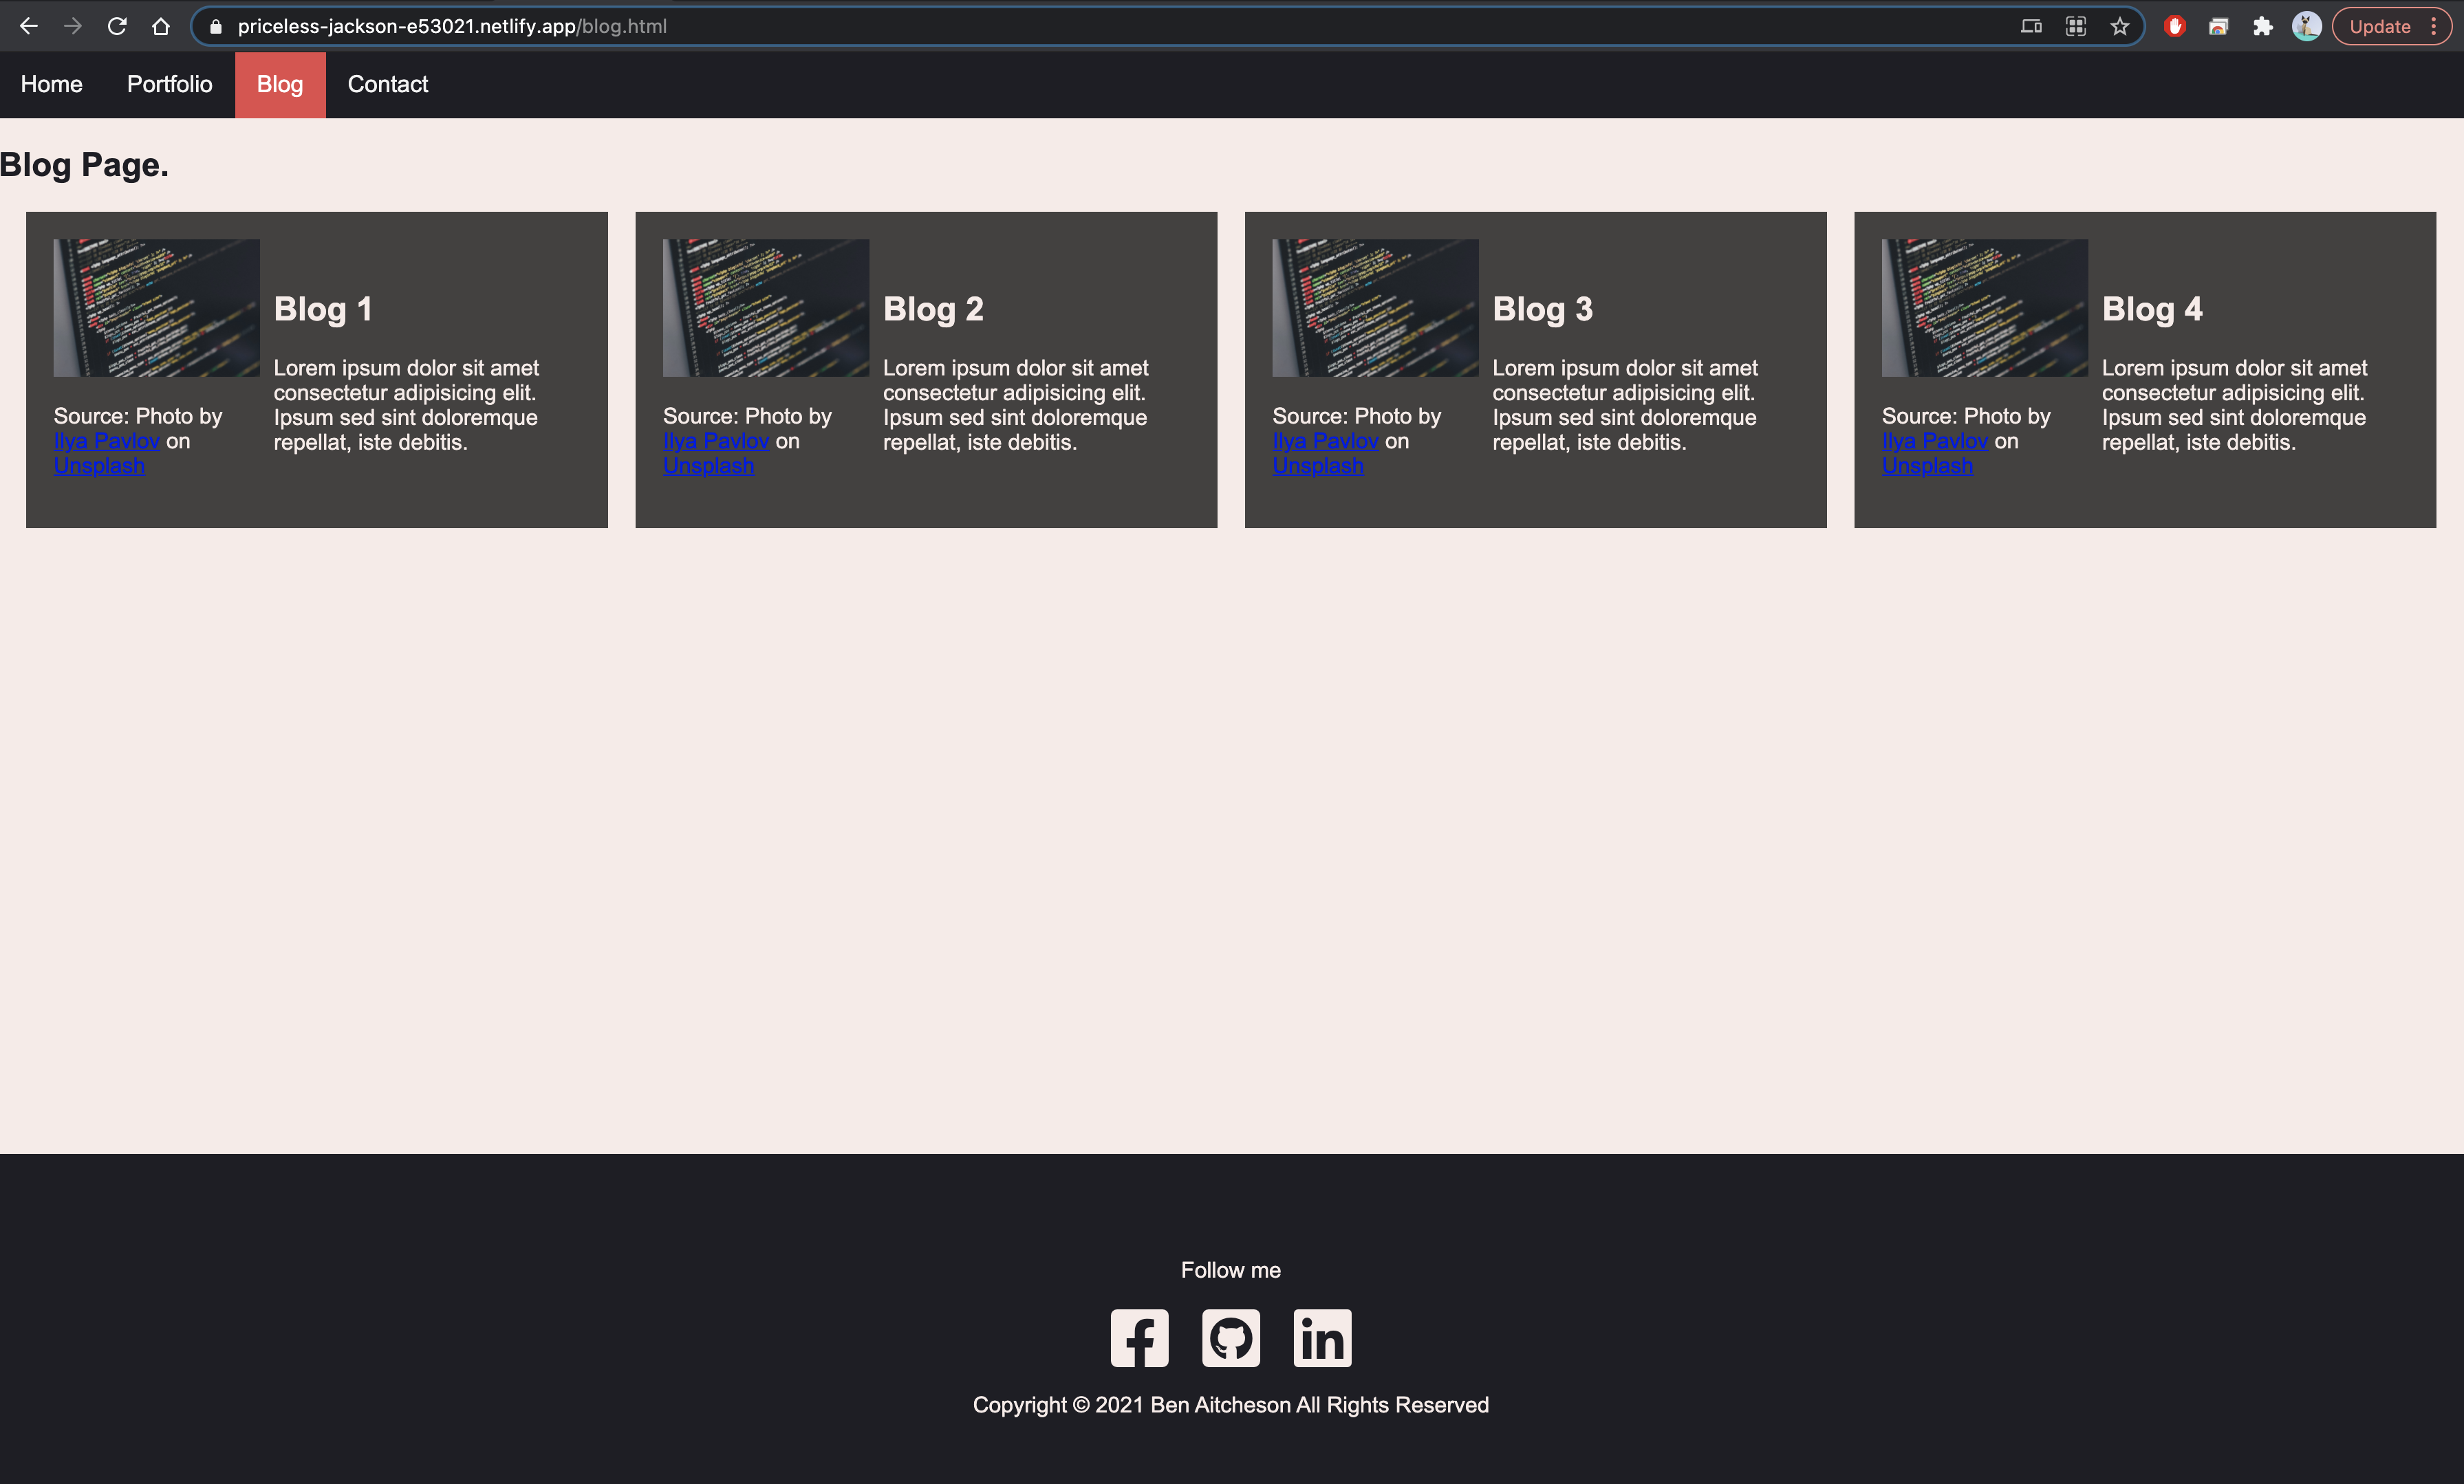 priceless-jackson-e53021.netlify.app/blog.html
Update
Home
Portfolio
Blog
Contact
Blog Page.
Blog 1
Lorem ipsum dolor sit amet
consectetur adipisicing elit.
Ipsum sed sint doloremque
repellat, iste debitis.
Source: Photo by
Ilya Pavlov on
Unsplash
Blog 2
Lorem ipsum dolor sit amet
consectetur adipisicing elit.
Ipsum sed sint doloremque
repellat, iste debitis.
Source: Photo by
Ilya Pavlov on
Unsplash
Blog 3
Lorem ipsum dolor sit amet
consectetur adipisicing elit.
Ipsum sed sint doloremque
repellat, iste debitis.
Source: Photo by
Ilya Pavlov on
Unsplash
Blog 4
Lorem ipsum dolor sit amet
consectetur adipisicing elit.
Ipsum sed sint doloremque
repellat, iste debitis.
Source: Photo by
Ilya Pavlov on
Unsplash
Follow me
Copyright © 2021 Ben Aitcheson All Rights Reserved